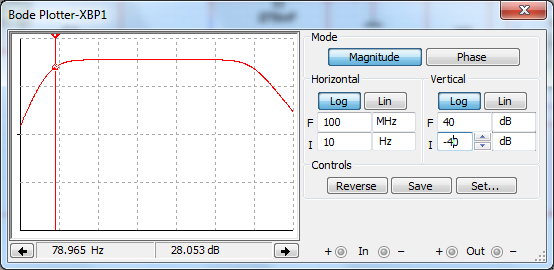 Bode Plotter-XBP1
Mode
Magnitude Phase
Horizontal Vertical
Log Lin Log Lin
F 100 MHz F 40 dB
I 10 Hz I -40 dB
Controls
Reverse Save Set...
78.965 Hz 28.053 dB
+ In − + Out −